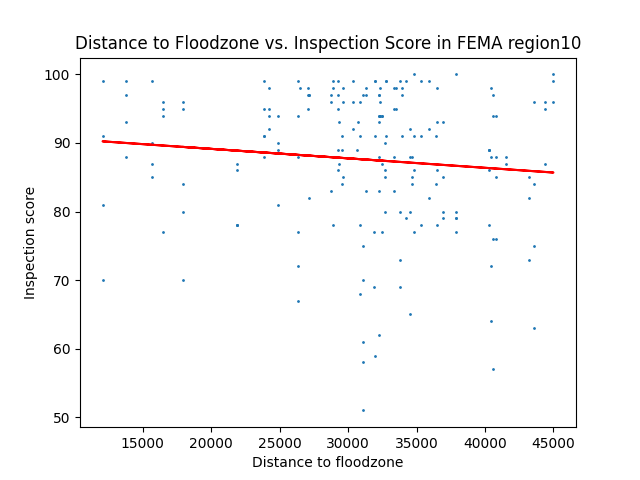 Distance to Floodzone vs. Inspection Score in FEMA region10
100
90
80
70
60
50
Inspection score
15000 20000 25000 30000 35000 40000 45000
Distance to floodzone